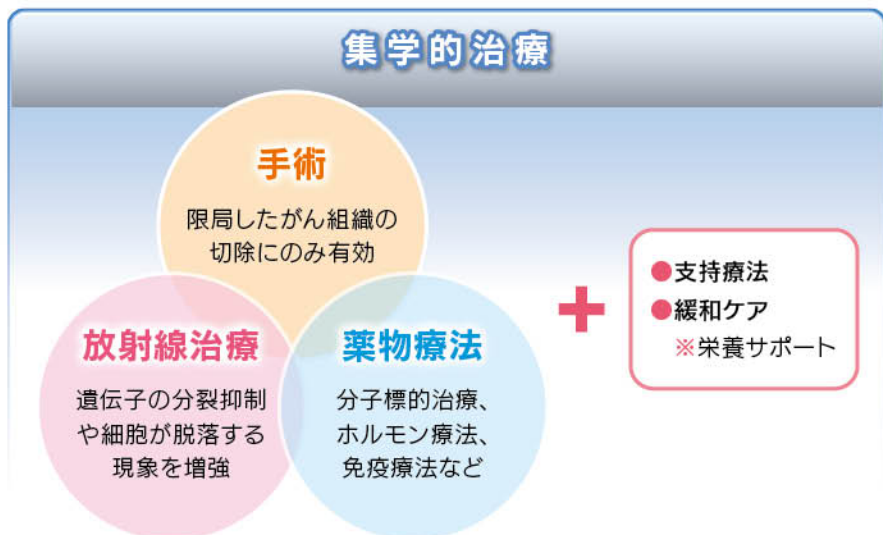 集学的治療
手術
限局したがん組織の
切除にのみ有効
放射線治療
遺伝子の分裂抑制
や細胞が脱落する
現象を増強
薬物療法
分子標的治療、
ホルモン療法、
免疫療法など
+
●支持療法
●緩和ケア
※栄養サポート